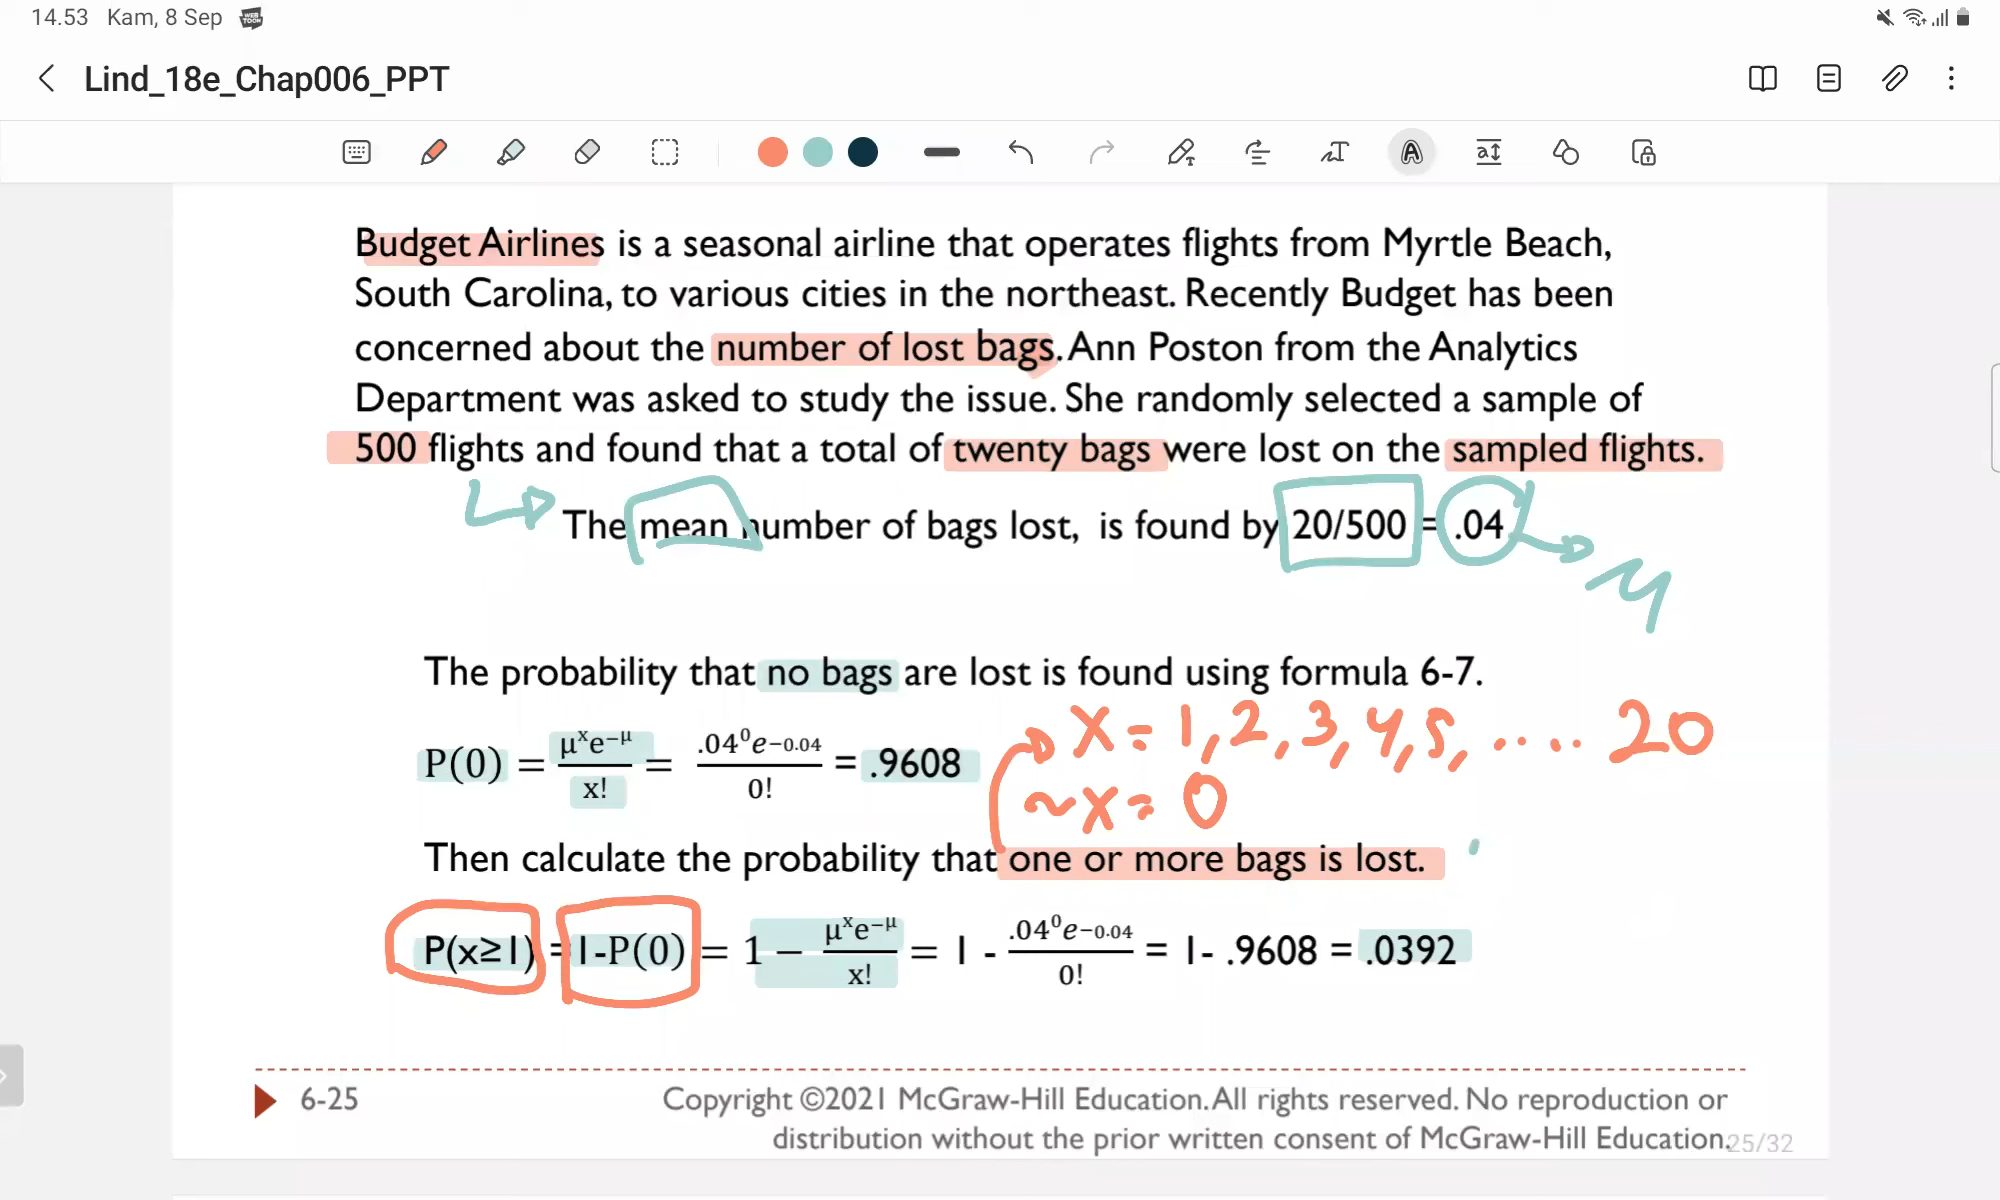 14.53 Kam, 8 Sep WEB TOON
Lind_18e_Chap006_PPT
Budget Airlines is a seasonal airline that operates flights from Myrtle Beach,
South Carolina, to various cities in the northeast. Recently Budget has been
concerned about the number of lost bags. Ann Poston from the Analytics
Department was asked to study the issue. She randomly selected a sample of
500 flights and found that a total of twenty bags were lost on the sampled flights.
The mean number of bags lost, is found by 20/500 = .04
μ
The probability that no bags are lost is found using formula 6-7.
x = 1, 2, 3, 4, 5, .... 20
P(0) = μˣe⁻μ / x! = .04⁰e−0.04 / 0! = .9608
~x = 0
Then calculate the probability that one or more bags is lost.
P(x≥1) = 1-P(0) = 1 − μˣe⁻μ / x! = 1 - .04⁰e−0.04 / 0! = 1- .9608 = .0392
6-25
Copyright ©2021 McGraw-Hill Education. All rights reserved. No reproduction or
distribution without the prior written consent of McGraw-Hill Education.
25/32